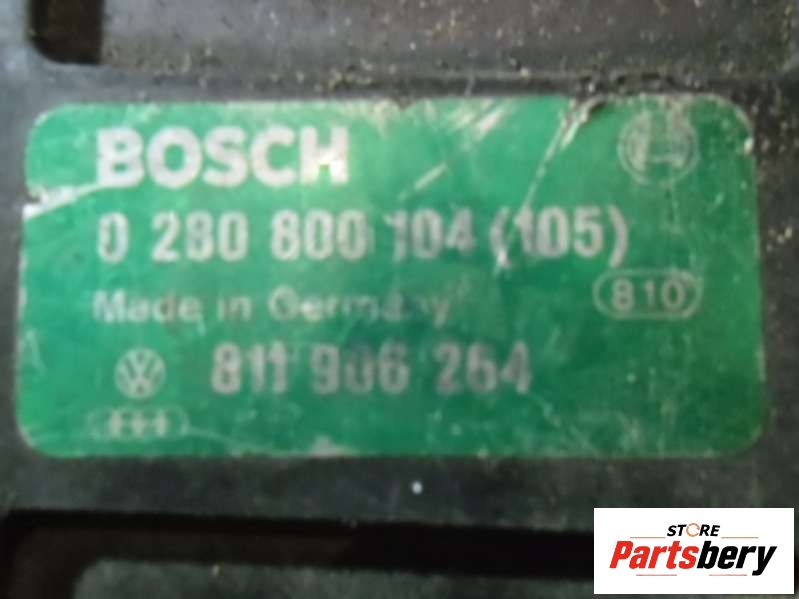 BOSCH
0 280 800 104 (105)
Made in Germany
810
811 906 264
STORE
Partsbery